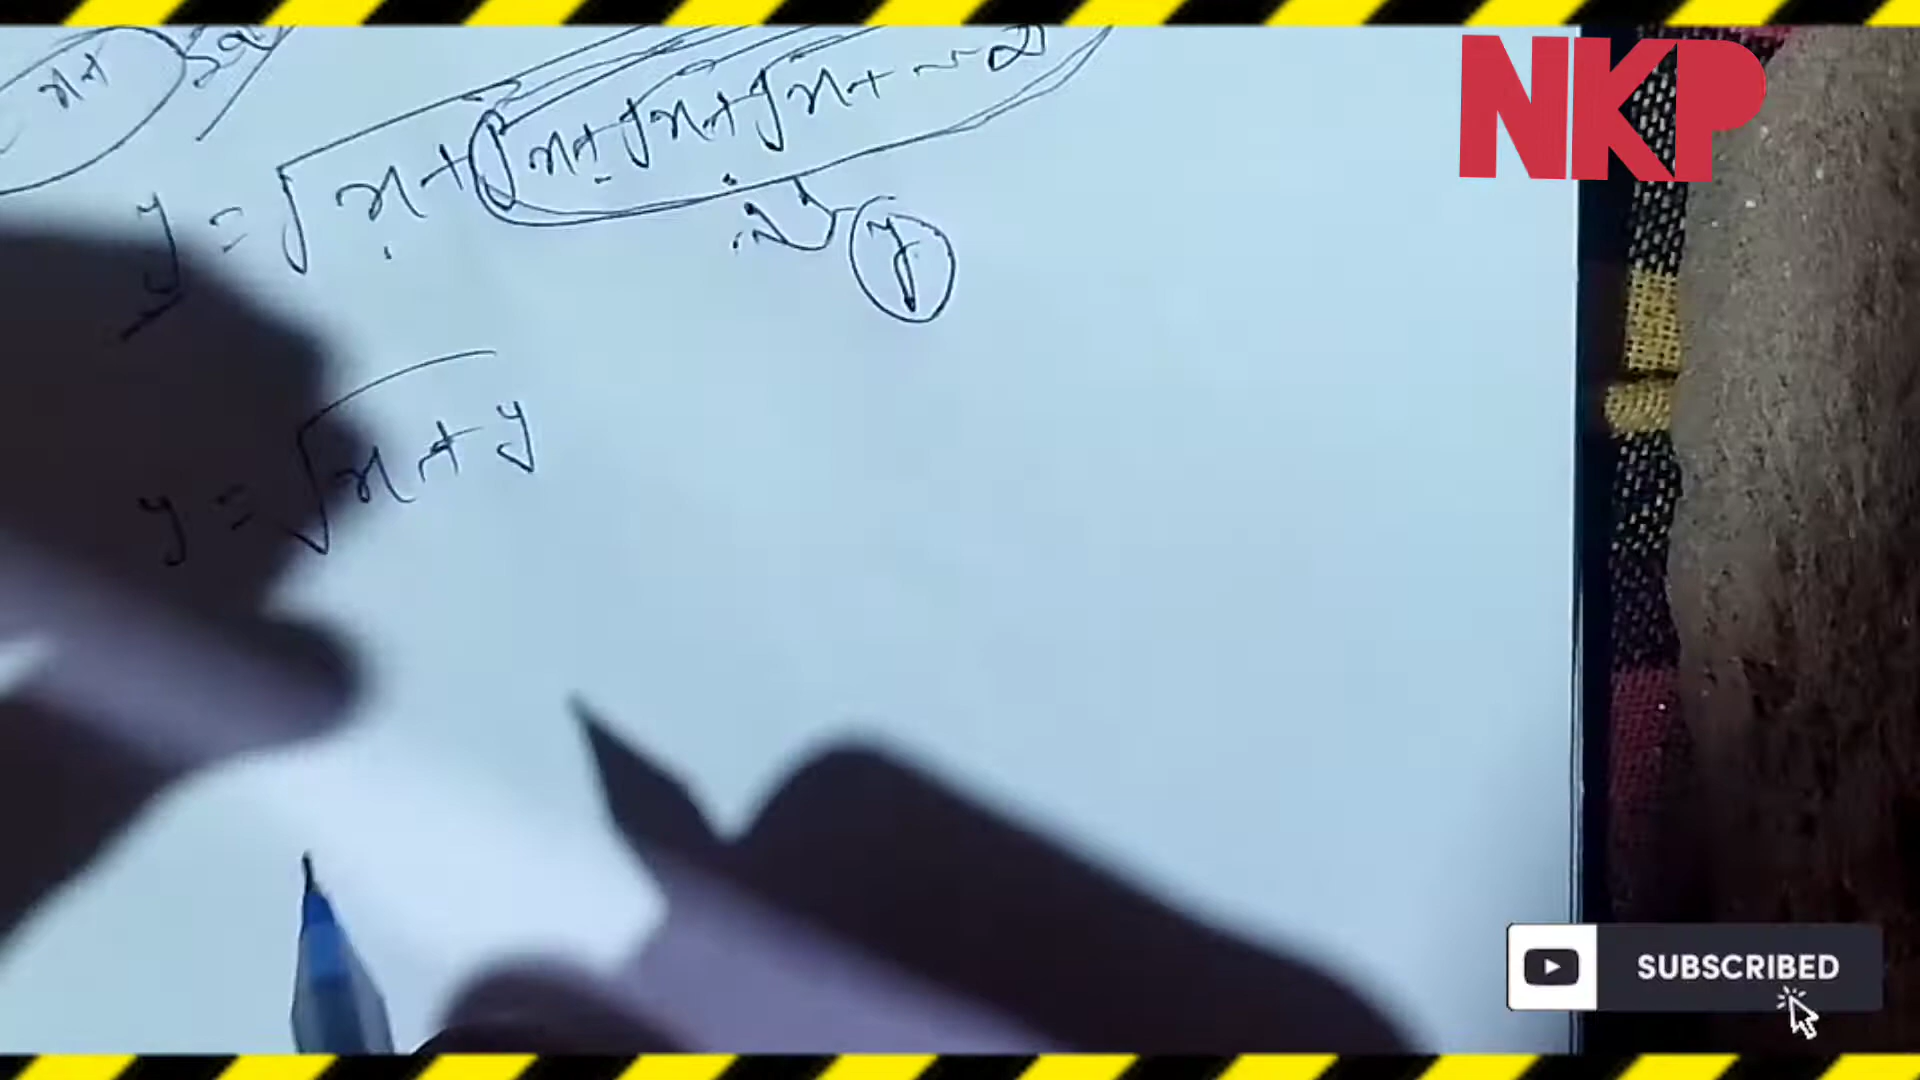 x+
NKP
y = √x+√x+√x+√x+ ~ ∞
y
y = √x+y
SUBSCRIBED